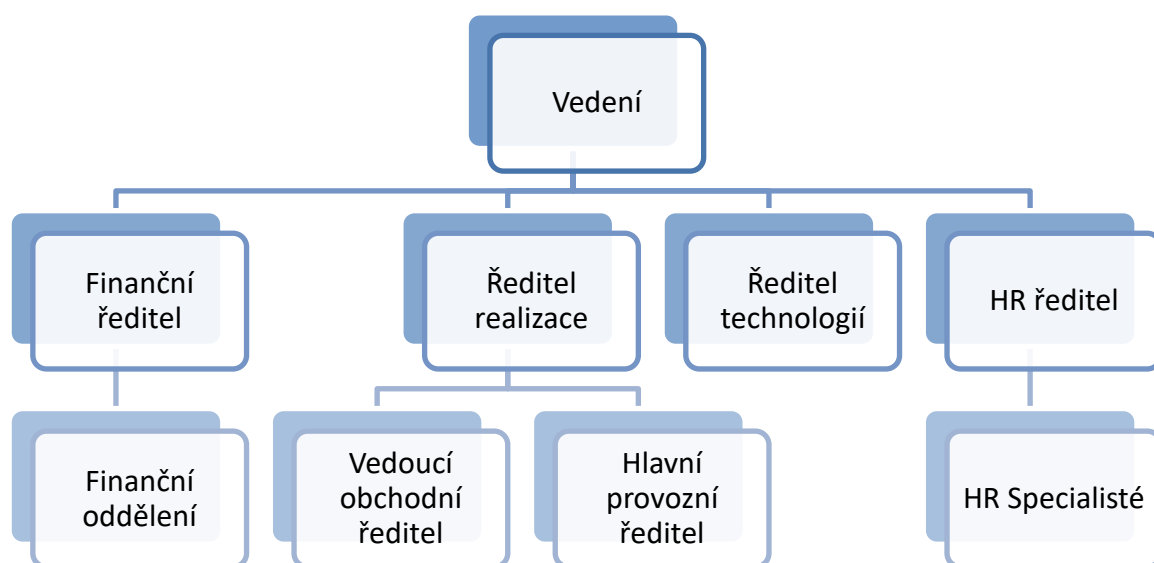 Vedení
Finanční
ředitel
Ředitel
realizace
Ředitel
technologií
HR ředitel
Finanční
oddělení
Vedoucí
obchodní
ředitel
Hlavní
provozní
ředitel
HR Specialisté